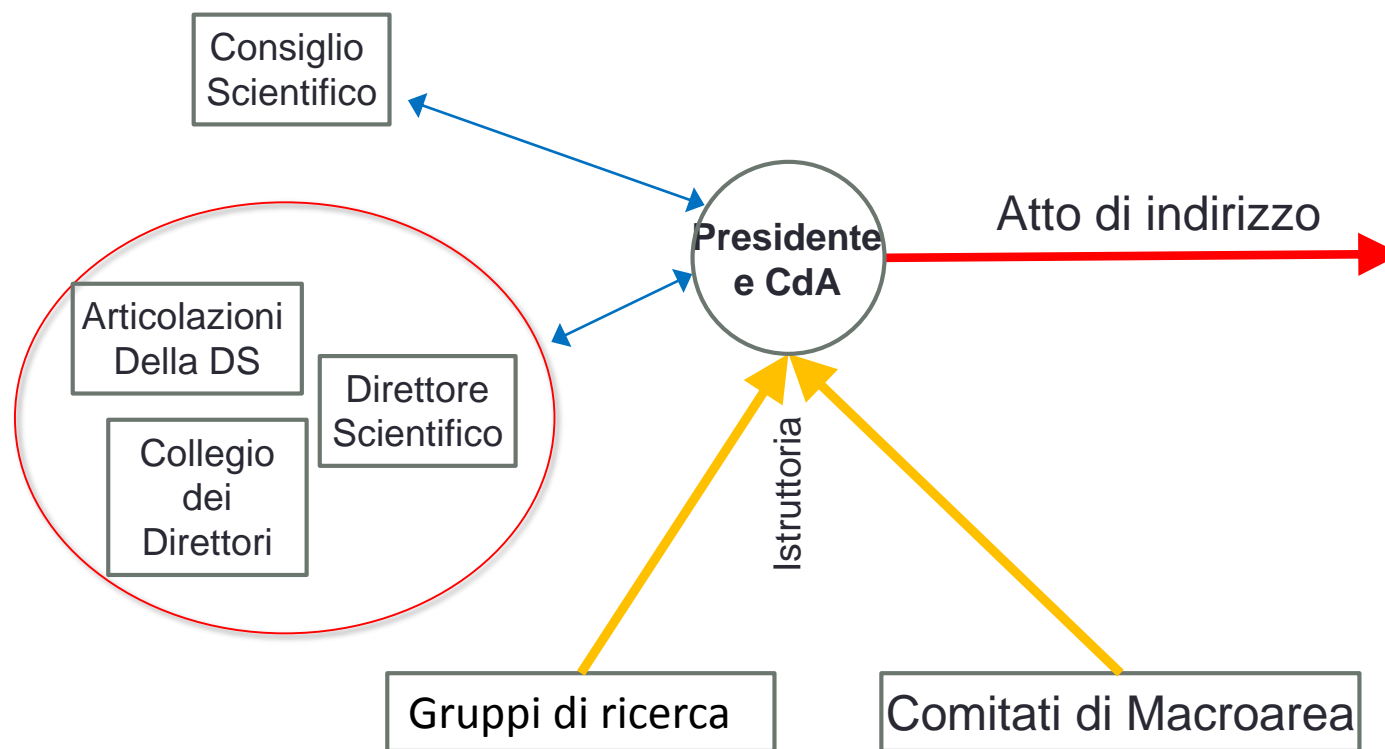 Consiglio
Scientifico
Atto di indirizzo
Presidente
e CdA
Articolazioni
Della DS
Direttore
Scientifico
Collegio
dei
Direttori
Istruttoria
Gruppi di ricerca
Comitati di Macroarea